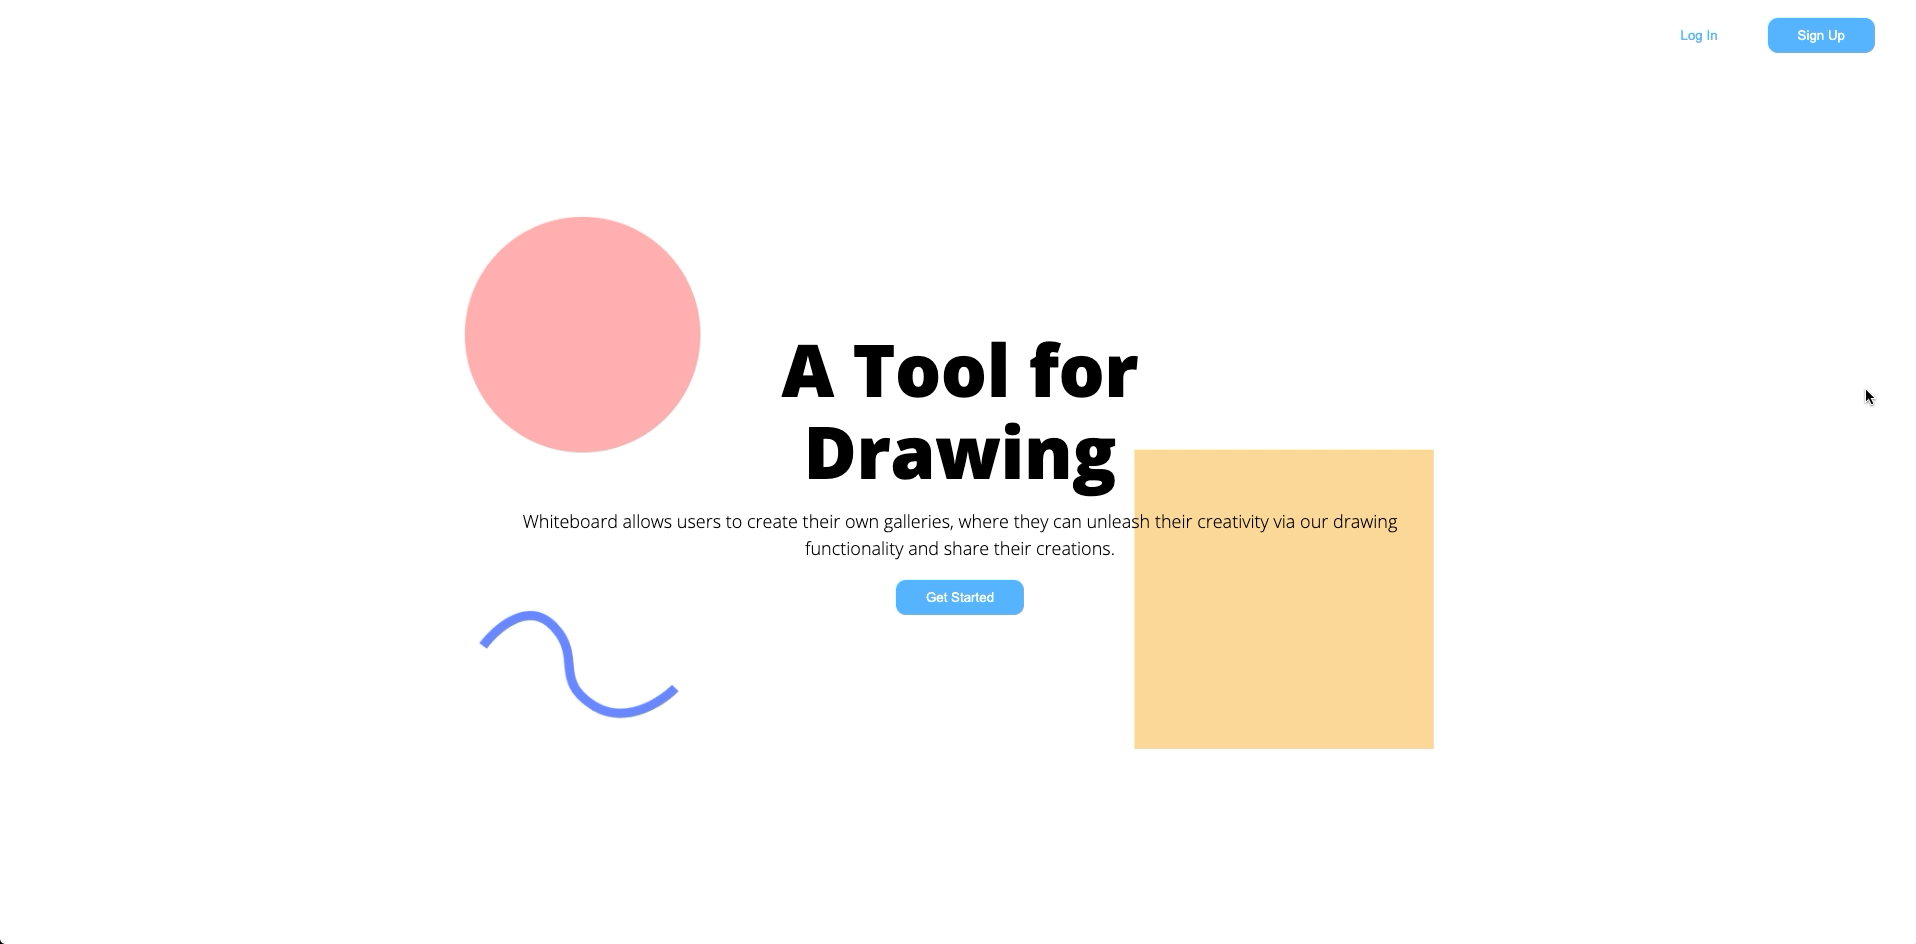 Log In
Sign Up
A Tool for
Drawing
Whiteboard allows users to create their own galleries, where they can unleash their creativity via our drawing
functionality and share their creations.
Get Started